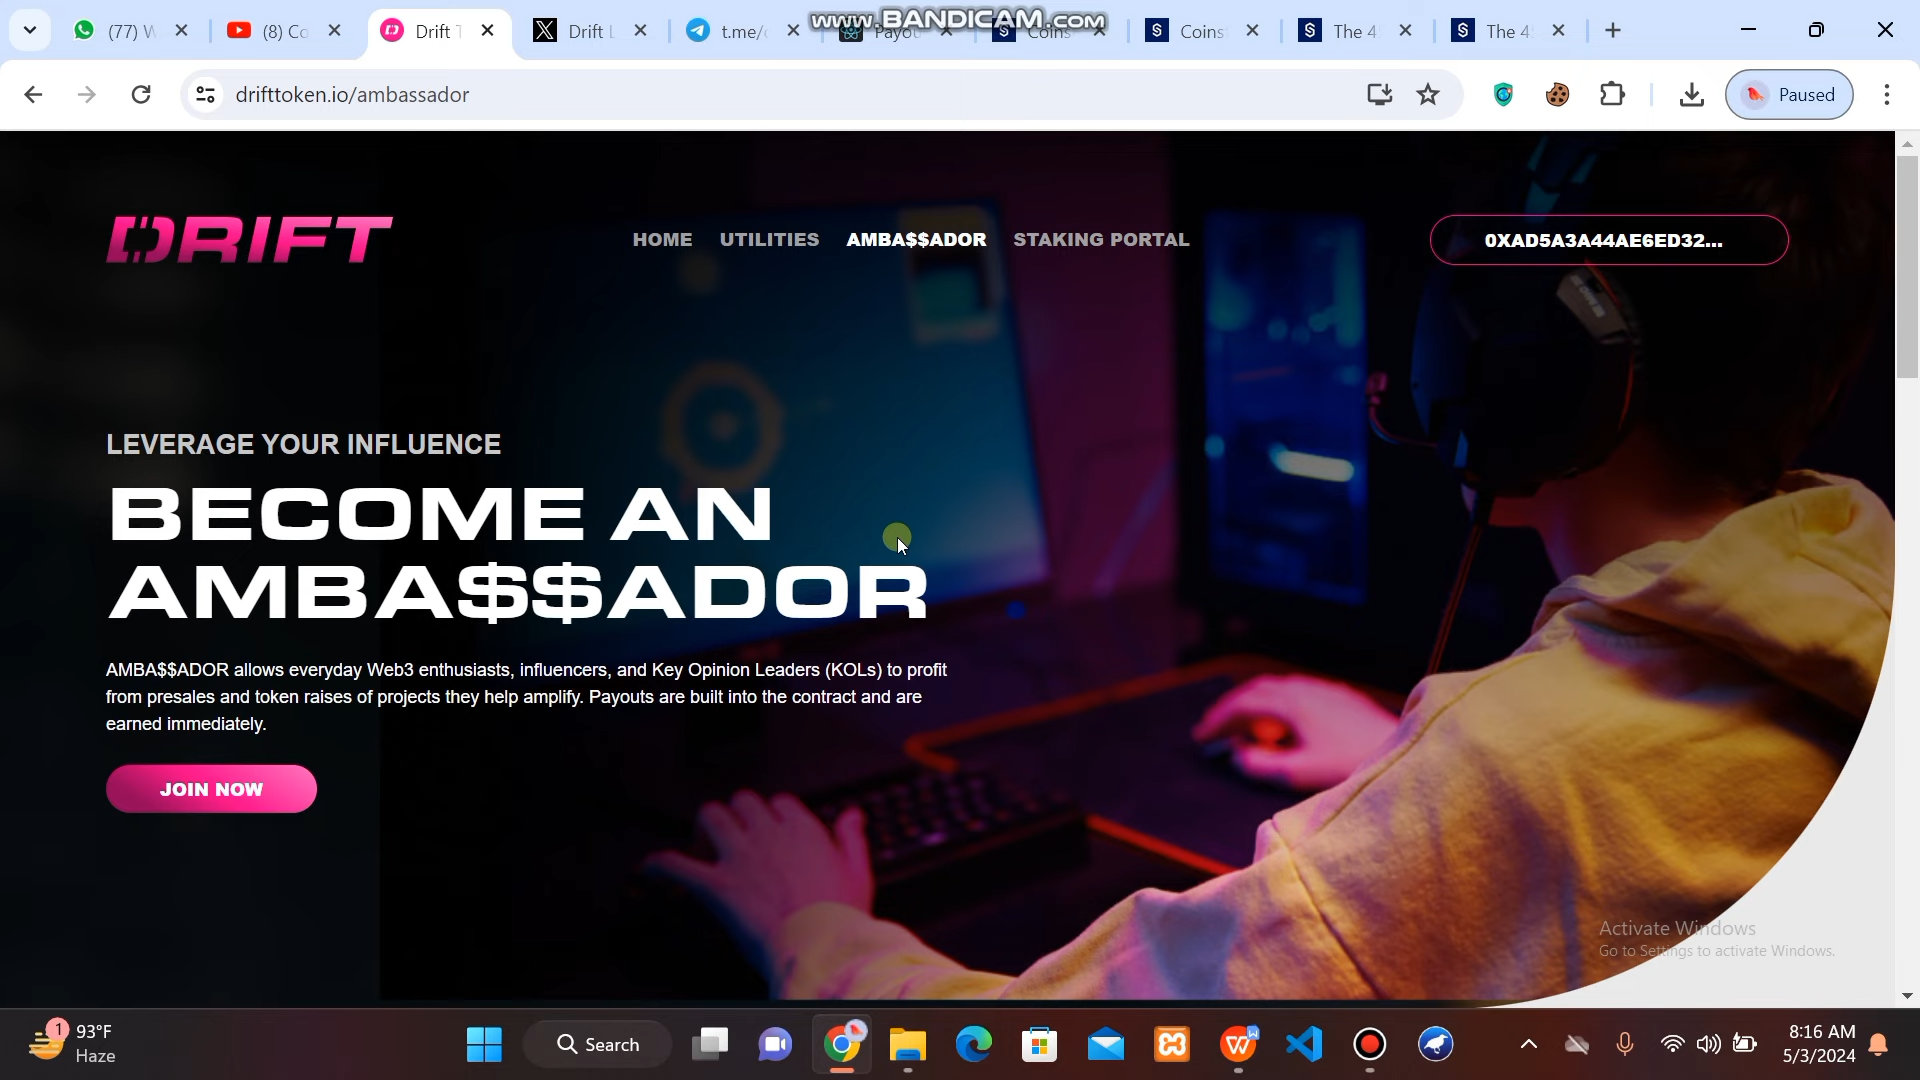 www.BANDICAM.com
(77) W
(8) Co
Drift T
Drift L
t.me/
Payou
Coins
Coins
The 4
The 4
drifttoken.io/ambassador
Paused
DRIFT
HOME
UTILITIES
AMBA$$ADOR
STAKING PORTAL
0XAD5A3A44AE6ED32...
LEVERAGE YOUR INFLUENCE
BECOME AN
AMBA$$ADOR
AMBA$$ADOR allows everyday Web3 enthusiasts, influencers, and Key Opinion Leaders (KOLs) to profit
from presales and token raises of projects they help amplify. Payouts are built into the contract and are
earned immediately.
JOIN NOW
Activate Windows
Go to Settings to activate Windows.
1
93°F
Haze
Search
8:16 AM
5/3/2024